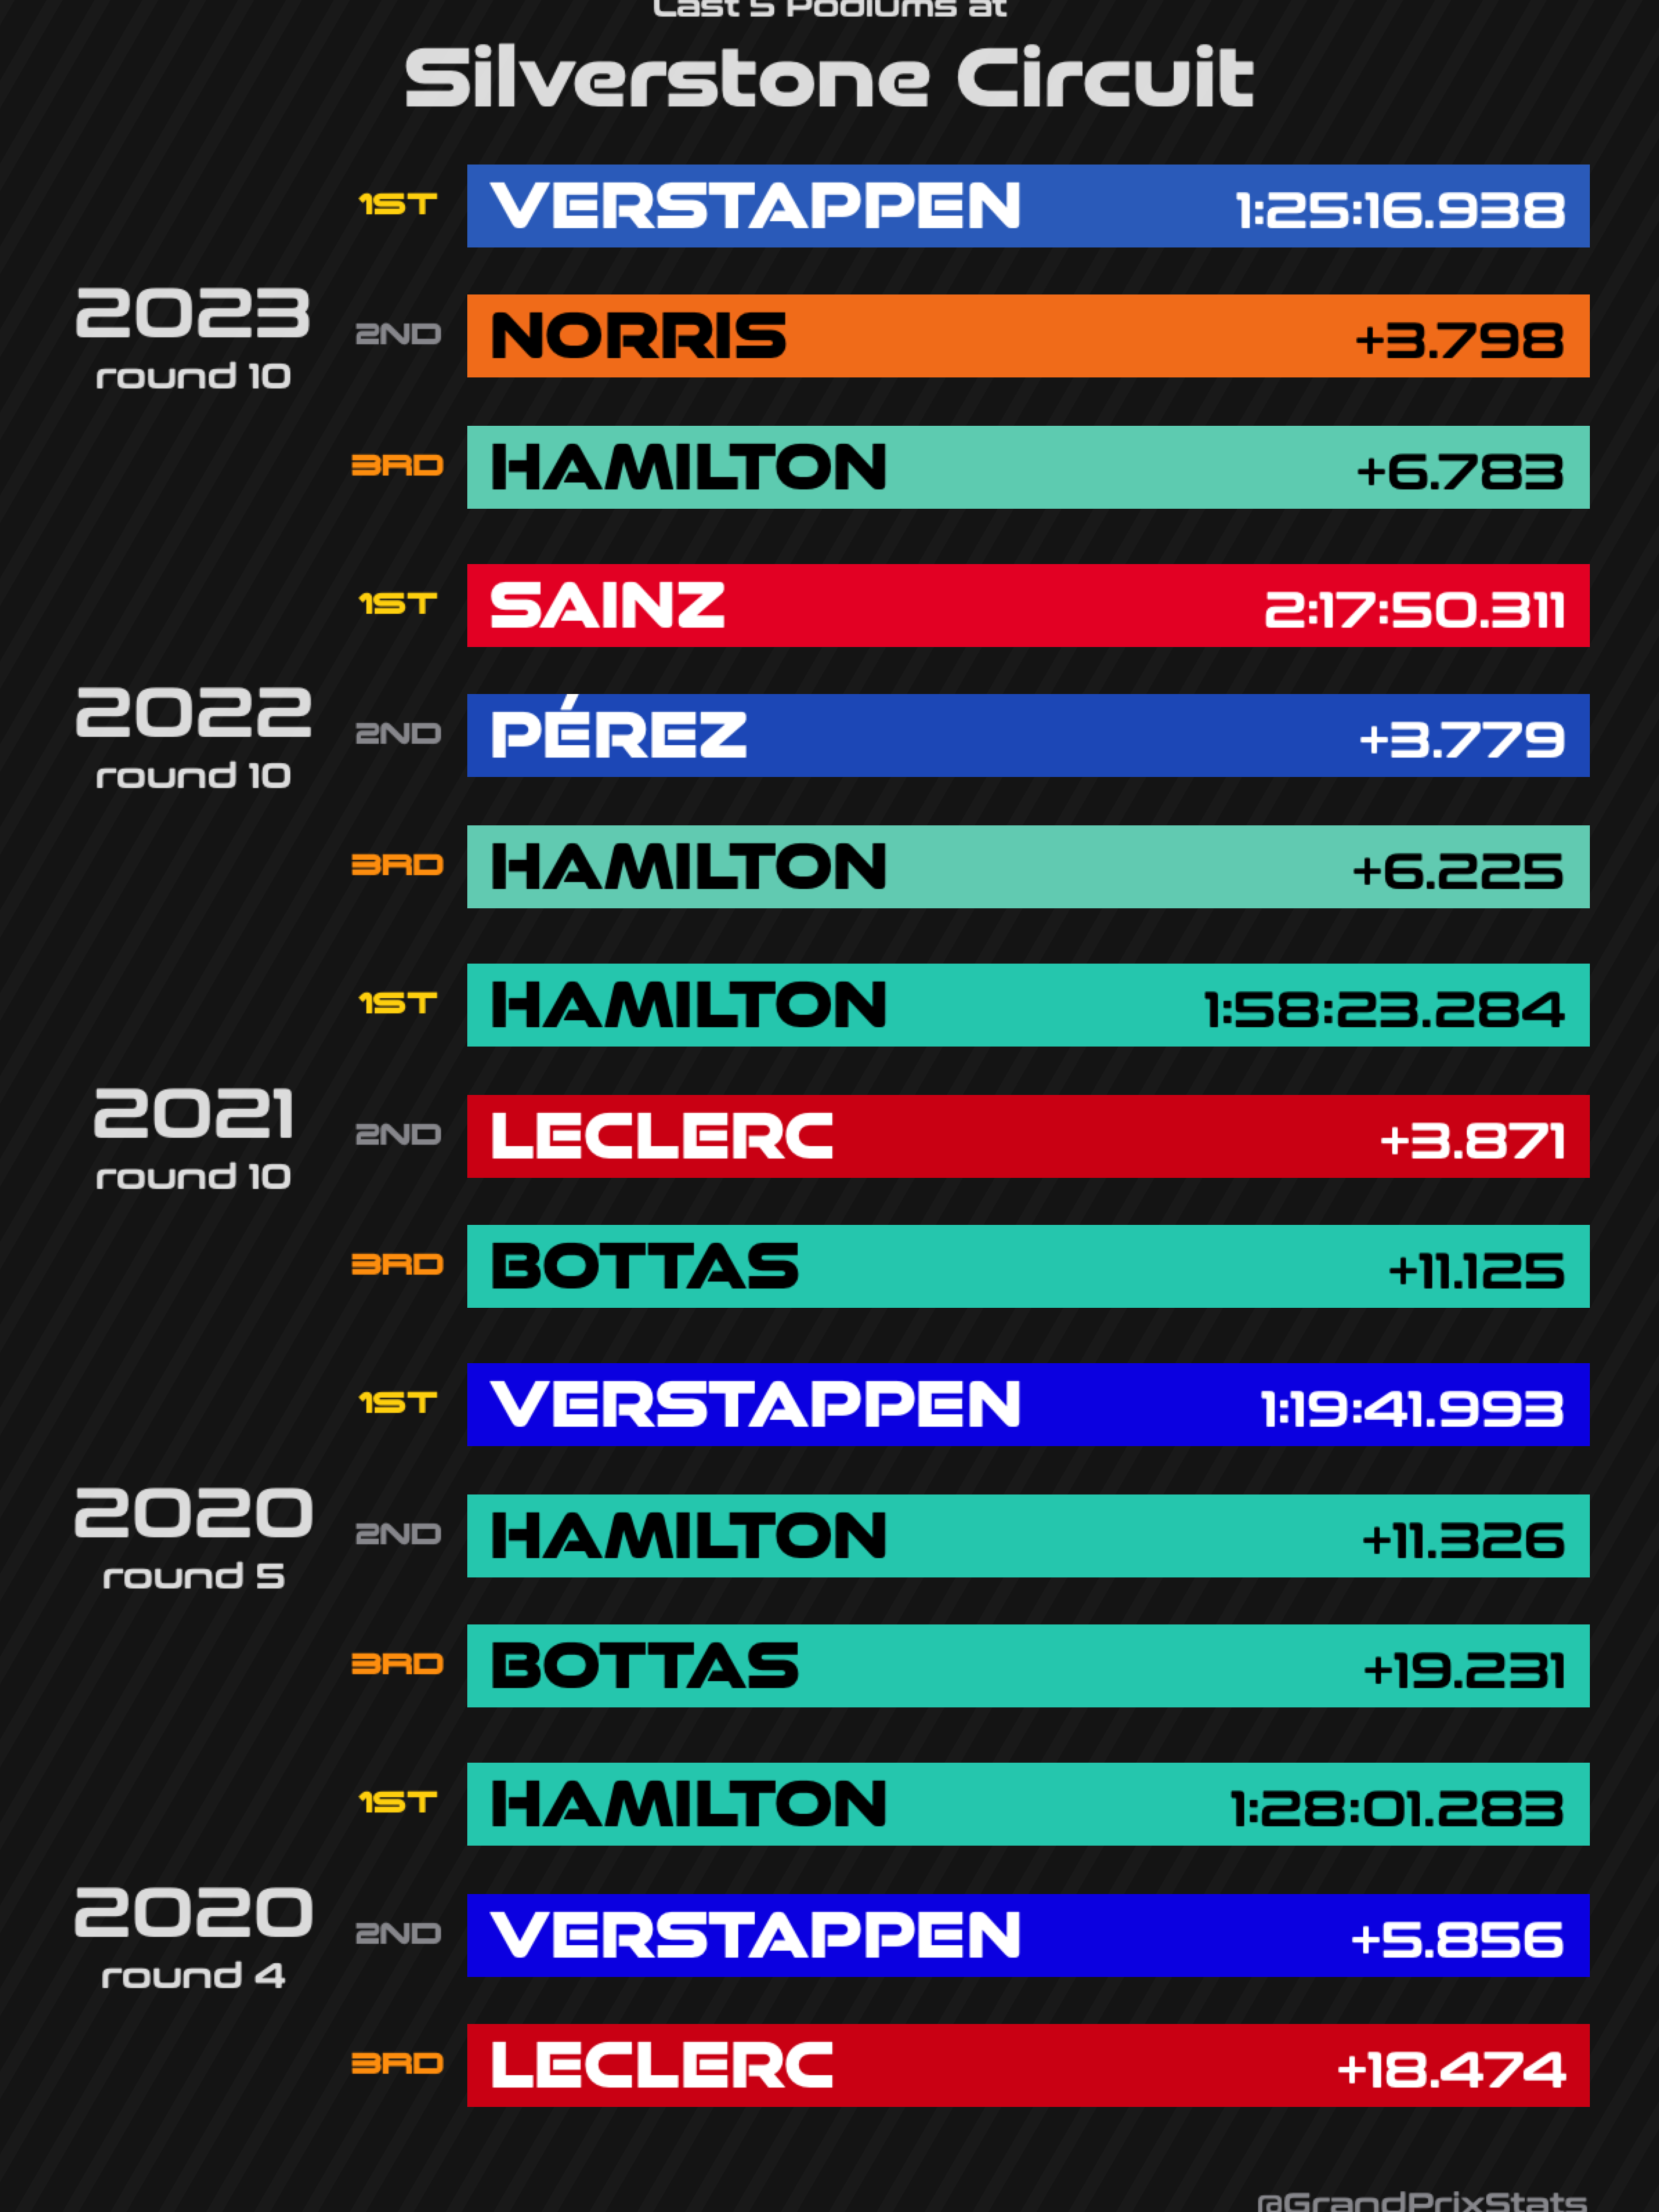 Last 5 Podiums at
Silverstone Circuit
1ST VERSTAPPEN 1:25:16.938
2023
round 10
2ND NORRIS +3.798
3RD HAMILTON +6.783
1ST SAINZ 2:17:50.311
2022
round 10
2ND PÉREZ +3.779
3RD HAMILTON +6.225
1ST HAMILTON 1:58:23.284
2021
round 10
2ND LECLERC +3.871
3RD BOTTAS +11.125
1ST VERSTAPPEN 1:19:41.993
2020
round 5
2ND HAMILTON +11.326
3RD BOTTAS +19.231
1ST HAMILTON 1:28:01.283
2020
round 4
2ND VERSTAPPEN +5.856
3RD LECLERC +18.474
@GrandPrixStats